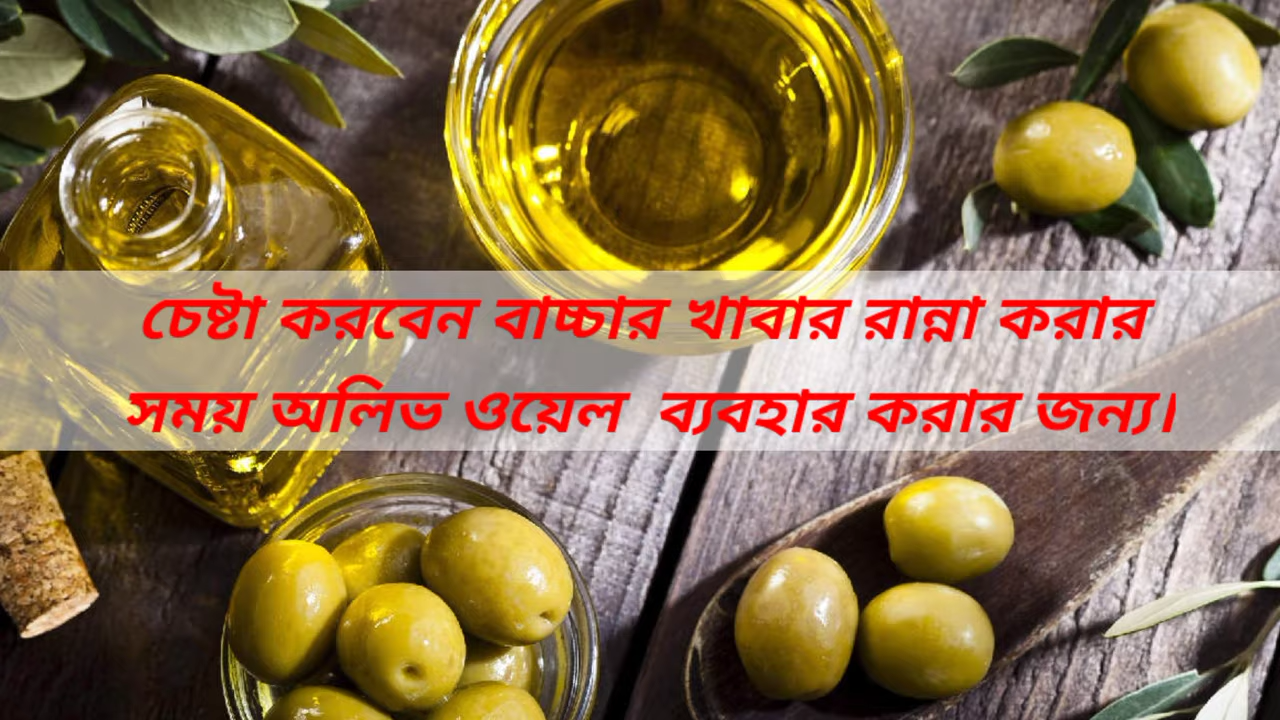 চেষ্টা করবেন বাচ্চার খাবার রান্না করার
সময় অলিভ ওয়েল ব্যবহার করার জন্য।